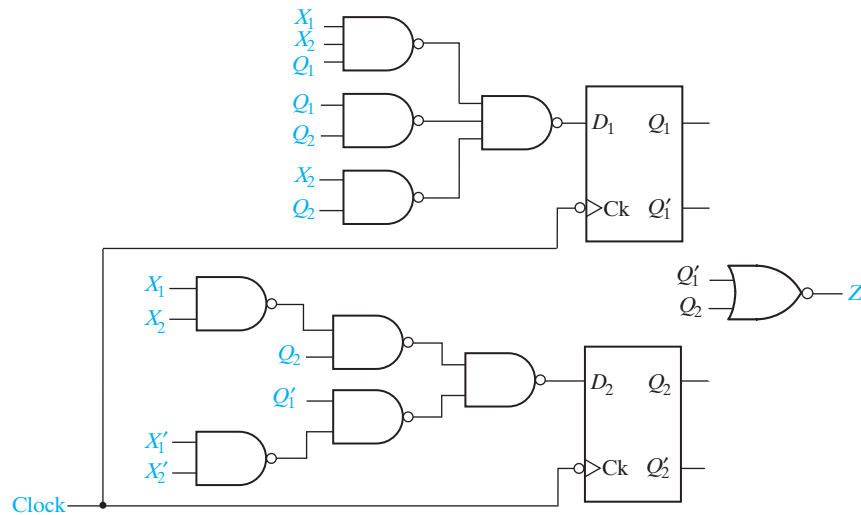 X₁
X₂
Q₁
Q₁
Q₂
X₂
Q₂
D₁
Q₁
Ck
Q₁′
X₁
X₂
Q₂
Q₁′
X₁′
X₂′
D₂
Q₂
Ck
Q₂′
Q₁′
Q₂
Z
Clock